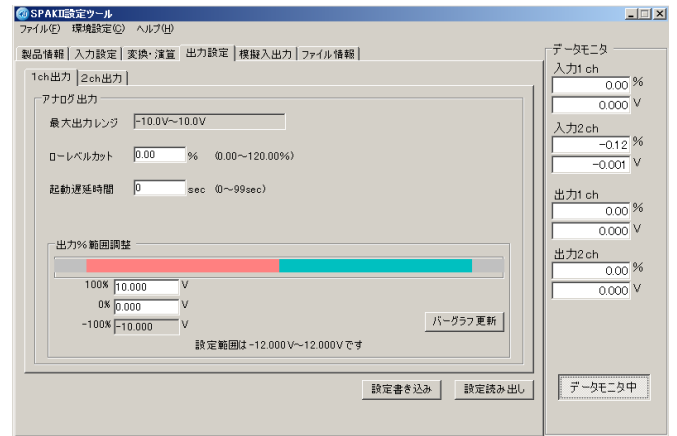 SPAKII設定ツール
ファイル(F) 環境設定(C) ヘルプ(H)
製品情報 入力設定 変換・演算 出力設定 模擬入出力 ファイル情報
1ch出力 2ch出力
アナログ出力
最大出力レンジ -10.0V～10.0V
ローレベルカット 0.00 % (0.00～120.00%)
起動遅延時間 0 sec (0～99sec)
出力%範囲調整
100% 10.000 V
0% 0.000 V
-100% -10.000 V
バーグラフ更新
設定範囲は-12.000V～12.000Vです
設定書き込み 設定読み出し
データモニタ
入力1 ch
0.00 %
0.000 V
入力2 ch
-0.12 %
-0.001 V
出力1 ch
0.00 %
0.000 V
出力2 ch
0.00 %
0.000 V
データモニタ中